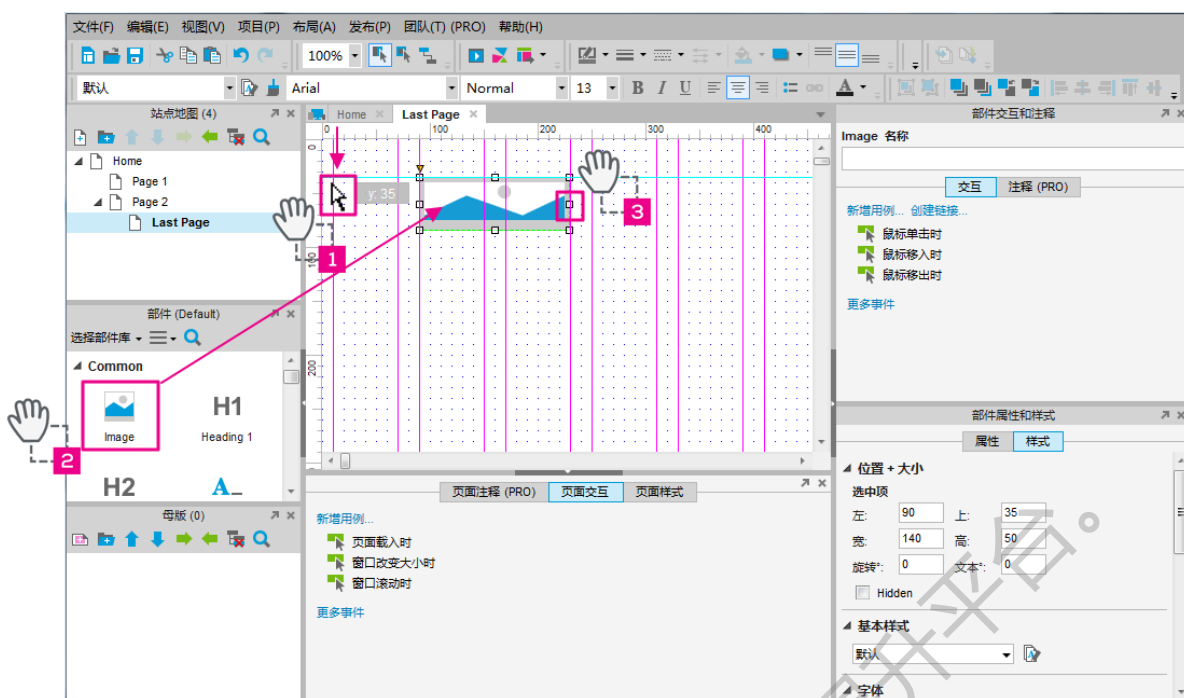 文件(F) 编辑(E) 视图(V) 项目(P) 布局(A) 发布(P) 团队(T) (PRO) 帮助(H)
100%
默认 Arial Normal 13 B I U A
站点地图 (4)
Home
Page 1
Page 2
Last Page
部件 (Default)
选择部件库
Common
Image
H1
Heading 1
H2
A_
母版 (0)
Home Last Page
0 100 200 300 400
0
100
200
y: 35
1
2
3
页面注释 (PRO) 页面交互 页面样式
新增用例...
页面载入时
窗口改变大小时
窗口滚动时
更多事件
部件交互和注释
Image 名称
交互 注释 (PRO)
新增用例... 创建链接...
鼠标单击时
鼠标移入时
鼠标移出时
更多事件
部件属性和样式
属性 样式
位置 + 大小
选中项
左: 90 上: 35
宽: 140 高: 50
旋转°: 0 文本°: 0
Hidden
基本样式
默认
字体
升平台。